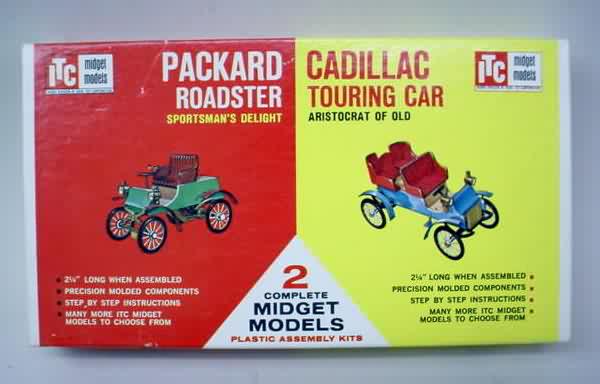 ITC midget models
PACKARD
ROADSTER
SPORTSMAN'S DELIGHT
CADILLAC
TOURING CAR
ARISTOCRAT OF OLD
ITC midget models
• 2¼" LONG WHEN ASSEMBLED
• PRECISION MOLDED COMPONENTS
• STEP BY STEP INSTRUCTIONS
• MANY MORE ITC MIDGET
MODELS TO CHOOSE FROM
2
COMPLETE
MIDGET
MODELS
PLASTIC ASSEMBLY KITS
2¼" LONG WHEN ASSEMBLED •
PRECISION MOLDED COMPONENTS •
STEP BY STEP INSTRUCTIONS •
MANY MORE ITC MIDGET •
MODELS TO CHOOSE FROM